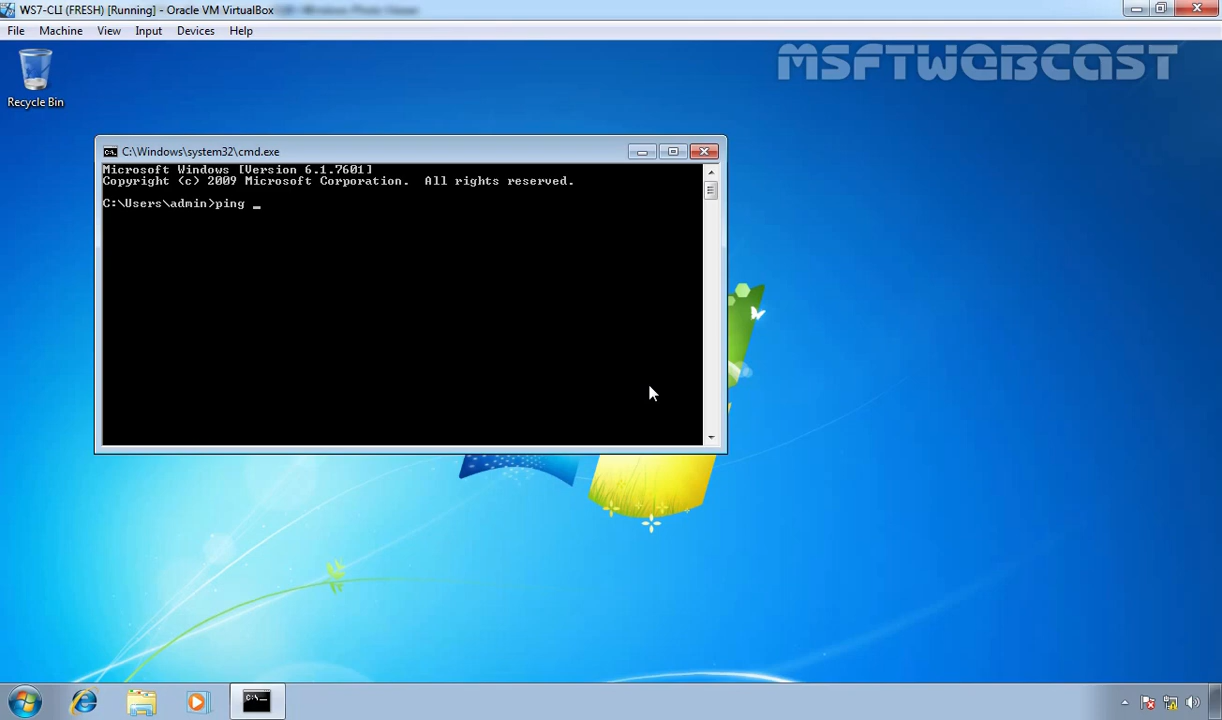 WS7-CLI (FRESH) [Running] - Oracle VM VirtualBox
File Machine View Input Devices Help
MSFTWEBCAST
Recycle Bin
C:\Windows\system32\cmd.exe
Microsoft Windows [Version 6.1.7601]
Copyright (c) 2009 Microsoft Corporation. All rights reserved.
C:\Users\admin>ping _